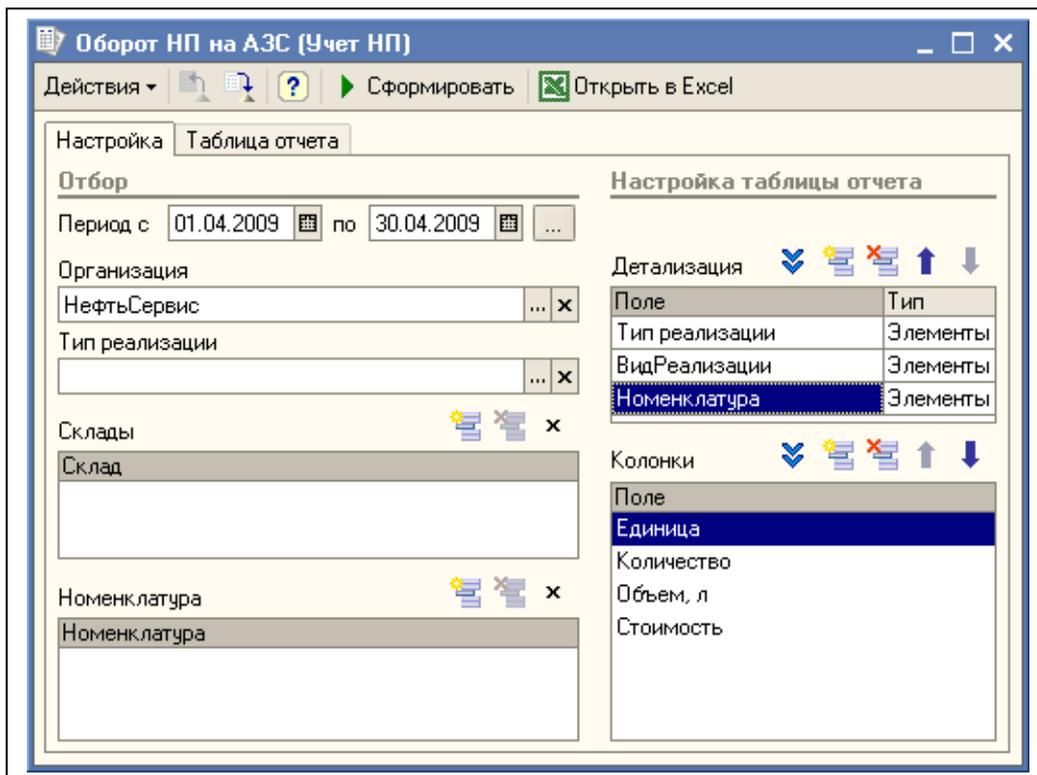 Оборот НП на АЗС (Учет НП)
Действия ? Сформировать Открыть в Excel
Настройка Таблица отчета
Отбор
Период с 01.04.2009 по 30.04.2009 ...
Организация
НефтьСервис ... x
Тип реализации
... x
Склады x
Склад
Номенклатура x
Номенклатура
Настройка таблицы отчета
Детализация
Поле Тип
Тип реализации Элементы
ВидРеализации Элементы
Номенклатура Элементы
Колонки
Поле
Единица
Количество
Объем, л
Стоимость